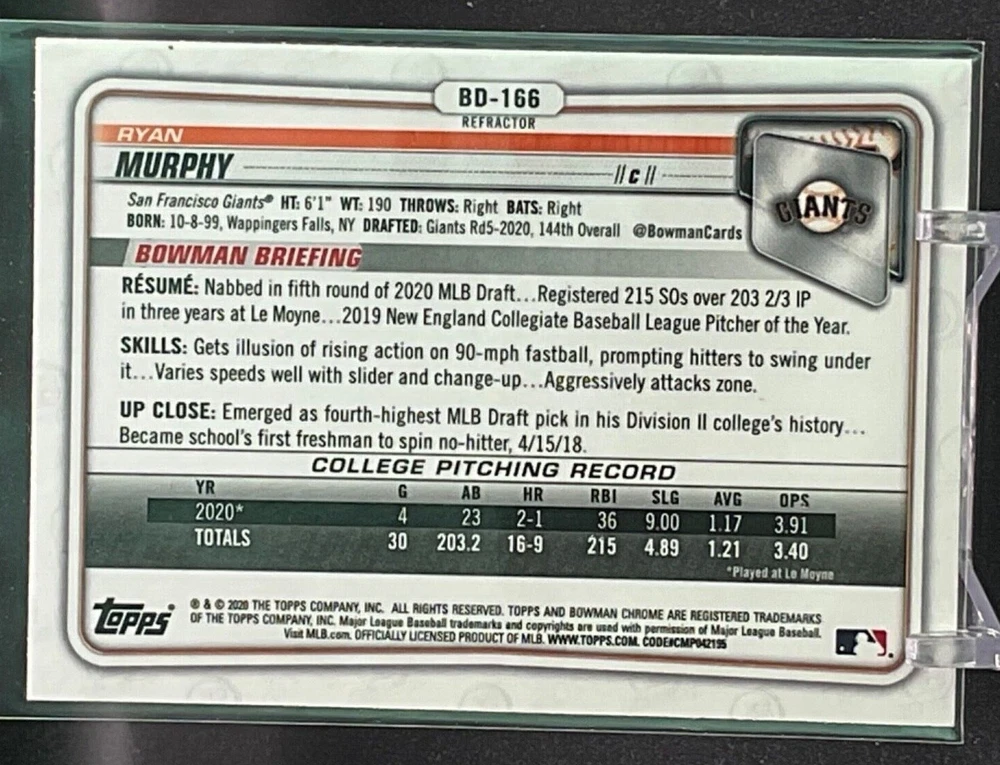 BD-166
REFRACTOR
RYAN
MURPHY // C //
San Francisco Giants® HT: 6'1" WT: 190 THROWS: Right BATS: Right
BORN: 10-8-99, Wappingers Falls, NY DRAFTED: Giants Rd5-2020, 144th Overall @BowmanCards
GIANTS
BOWMAN BRIEFING
RÉSUMÉ: Nabbed in fifth round of 2020 MLB Draft...Registered 215 SOs over 203 2/3 IP
in three years at Le Moyne...2019 New England Collegiate Baseball League Pitcher of the Year.
SKILLS: Gets illusion of rising action on 90-mph fastball, prompting hitters to swing under
it...Varies speeds well with slider and change-up...Aggressively attacks zone.
UP CLOSE: Emerged as fourth-highest MLB Draft pick in his Division II college's history...
Became school's first freshman to spin no-hitter, 4/15/18.
COLLEGE PITCHING RECORD
YR G AB HR RBI SLG AVG OPS
2020* 4 23 2-1 36 9.00 1.17 3.91
TOTALS 30 203.2 16-9 215 4.89 1.21 3.40
*Played at Le Moyne
topps
® & © 2020 THE TOPPS COMPANY, INC. ALL RIGHTS RESERVED. TOPPS AND BOWMAN CHROME ARE REGISTERED TRADEMARKS
OF THE TOPPS COMPANY, INC. Major League Baseball trademarks and copyrights are used with permission of Major League Baseball.
Visit MLB.com. OFFICIALLY LICENSED PRODUCT OF MLB. WWW.TOPPS.COM. CODE#CMP042195